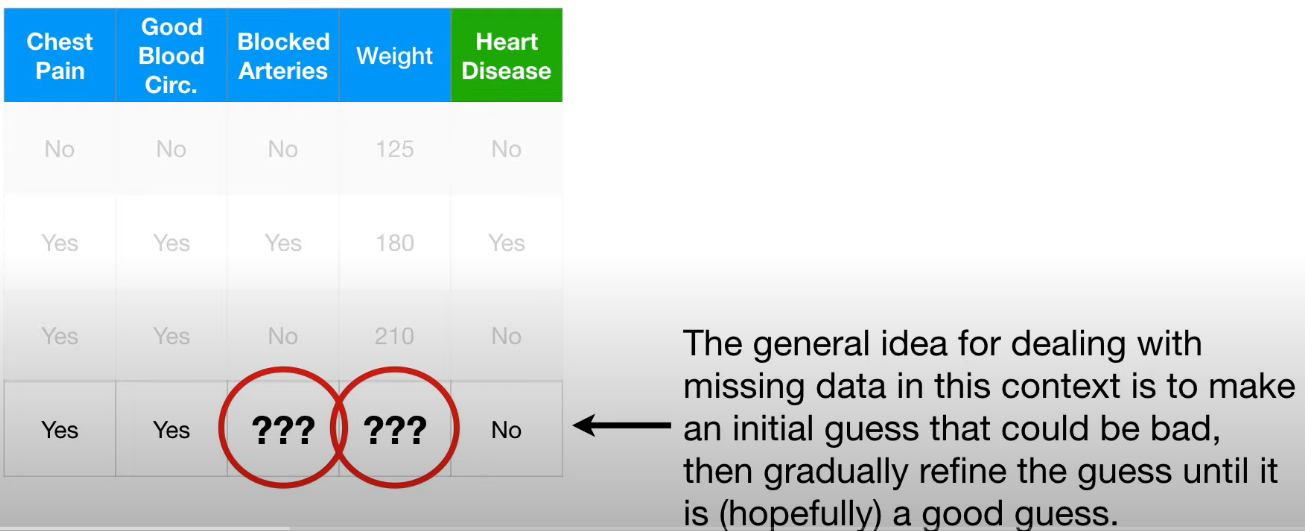 Chest Pain Good Blood Circ. Blocked Arteries Weight Heart Disease
No No No 125 No
Yes Yes Yes 180 Yes
Yes Yes No 210 No
Yes Yes ??? ??? No
The general idea for dealing with
missing data in this context is to make
an initial guess that could be bad,
then gradually refine the guess until it
is (hopefully) a good guess.